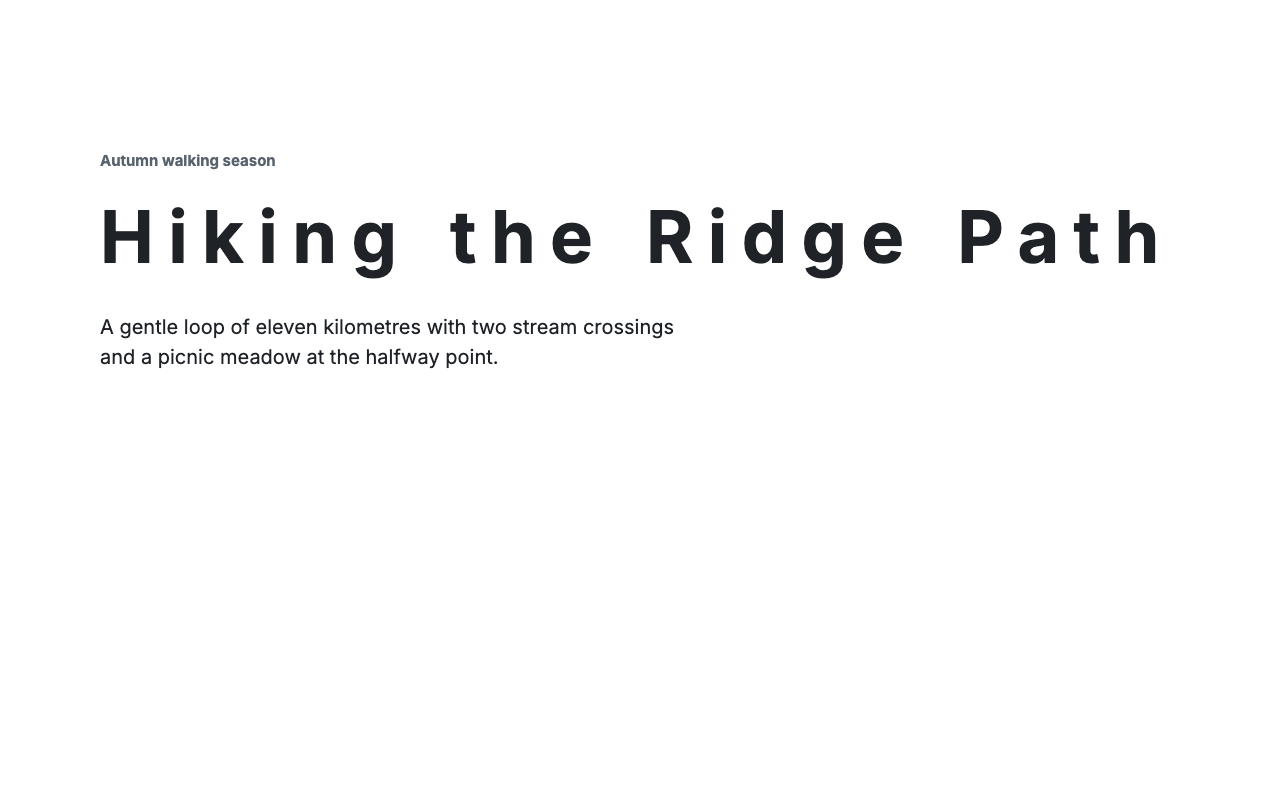 Autumn walking season
Hiking the Ridge Path
A gentle loop of eleven kilometres with two stream crossings
and a picnic meadow at the halfway point.